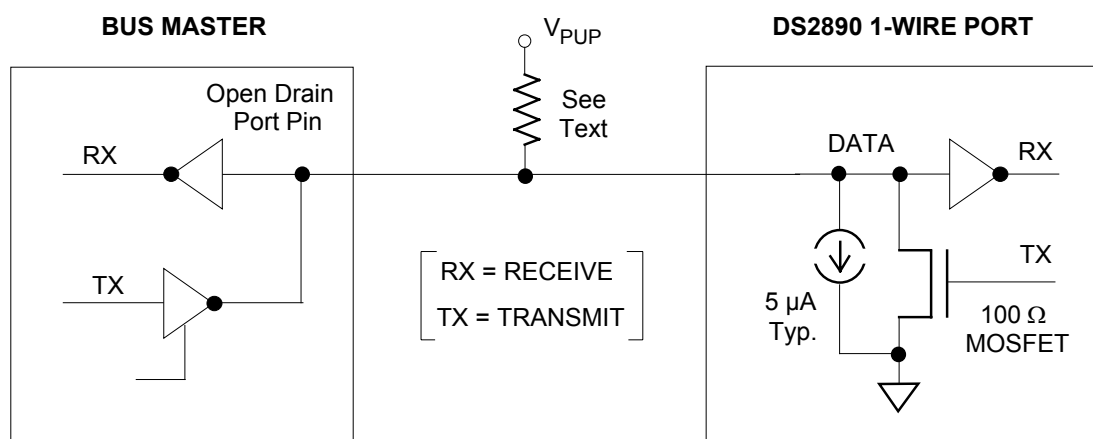 BUS MASTER
V_PUP
DS2890 1-WIRE PORT
Open Drain
Port Pin
See
Text
RX
DATA
RX
TX
RX = RECEIVE
TX = TRANSMIT
TX
5 µA
Typ.
100 Ω
MOSFET